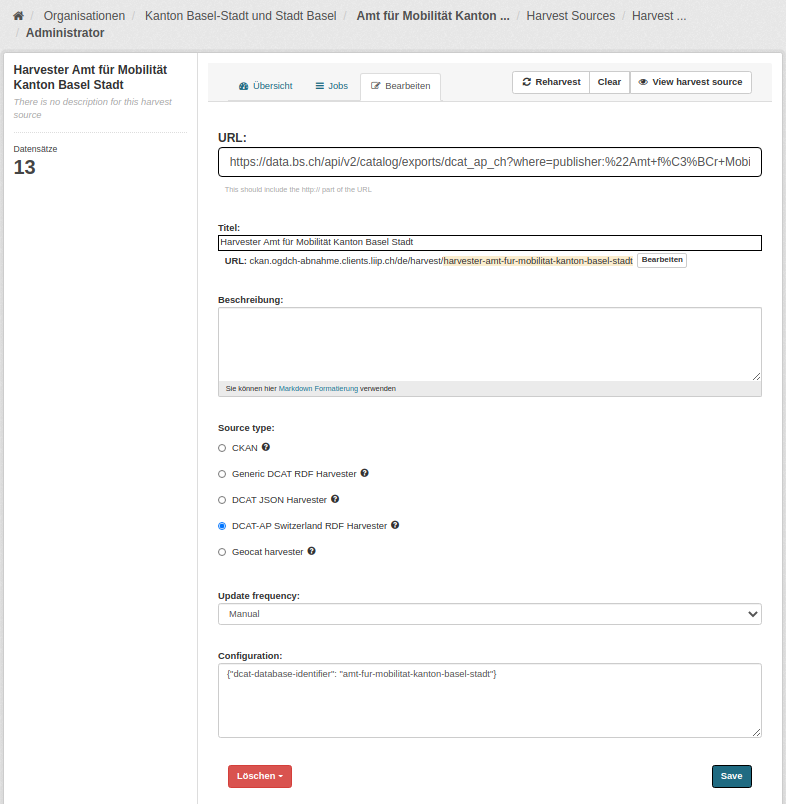 Organisationen / Kanton Basel-Stadt und Stadt Basel / Amt für Mobilität Kanton ... / Harvest Sources / Harvest ...
/ Administrator
Harvester Amt für Mobilität
Kanton Basel Stadt
There is no description for this harvest
source
Datensätze
13
Übersicht Jobs Bearbeiten Reharvest Clear View harvest source
URL:
https://data.bs.ch/api/v2/catalog/exports/dcat_ap_ch?where=publisher:%22Amt+f%C3%BCr+Mobi
This should include the http:// part of the URL
Titel:
Harvester Amt für Mobilität Kanton Basel Stadt
URL: ckan.ogdch-abnahme.clients.liip.ch/de/harvest/harvester-amt-fur-mobilitat-kanton-basel-stadt Bearbeiten
Beschreibung:
Sie können hier Markdown Formatierung verwenden
Source type:
CKAN
Generic DCAT RDF Harvester
DCAT JSON Harvester
DCAT-AP Switzerland RDF Harvester
Geocat harvester
Update frequency:
Manual
Configuration:
{"dcat-database-identifier": "amt-fur-mobilitat-kanton-basel-stadt"}
Löschen Save